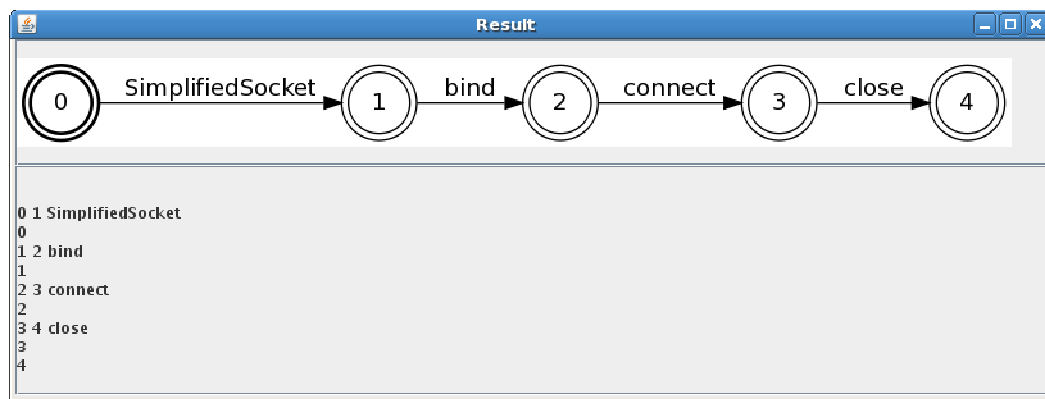 Result
0 SimplifiedSocket 1 bind 2 connect 3 close 4
0 1 SimplifiedSocket
0
1 2 bind
1
2 3 connect
2
3 4 close
3
4